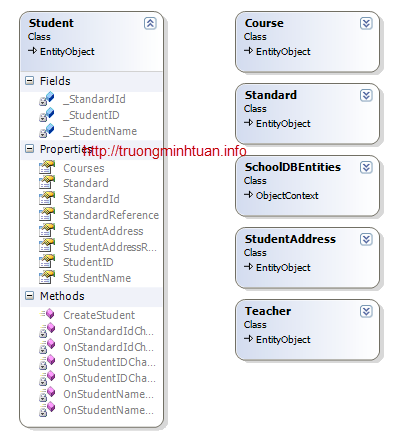 Student
Class
EntityObject
Fields
_StandardId
_StudentID
_StudentName
Properties
Courses
Standard
StandardId
StandardReference
StudentAddress
StudentAddressR...
StudentID
StudentName
Methods
CreateStudent
OnStandardIdCh...
OnStandardIdCh...
OnStudentIDCha...
OnStudentIDCha...
OnStudentName...
OnStudentName...
http://truongminhtuan.info
Course
Class
EntityObject
Standard
Class
EntityObject
SchoolDBEntities
Class
ObjectContext
StudentAddress
Class
EntityObject
Teacher
Class
EntityObject